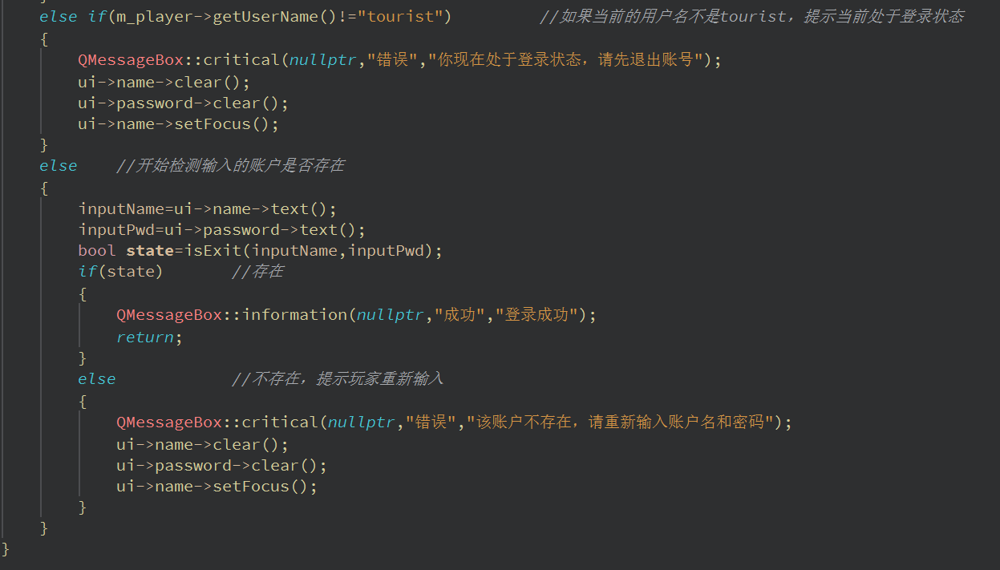 else if(m_player->getUserName()!="tourist")          //如果当前的用户名不是tourist，提示当前处于登录状态
{
    QMessageBox::critical(nullptr,"错误","你现在处于登录状态，请先退出账号");
    ui->name->clear();
    ui->password->clear();
    ui->name->setFocus();
}
else    //开始检测输入的账户是否存在
{
    inputName=ui->name->text();
    inputPwd=ui->password->text();
    bool state=isExit(inputName,inputPwd);
    if(state)       //存在
    {
        QMessageBox::information(nullptr,"成功","登录成功");
        return;
    }
    else            //不存在，提示玩家重新输入
    {
        QMessageBox::critical(nullptr,"错误","该账户不存在，请重新输入账户名和密码");
        ui->name->clear();
        ui->password->clear();
        ui->name->setFocus();
    }
}
}